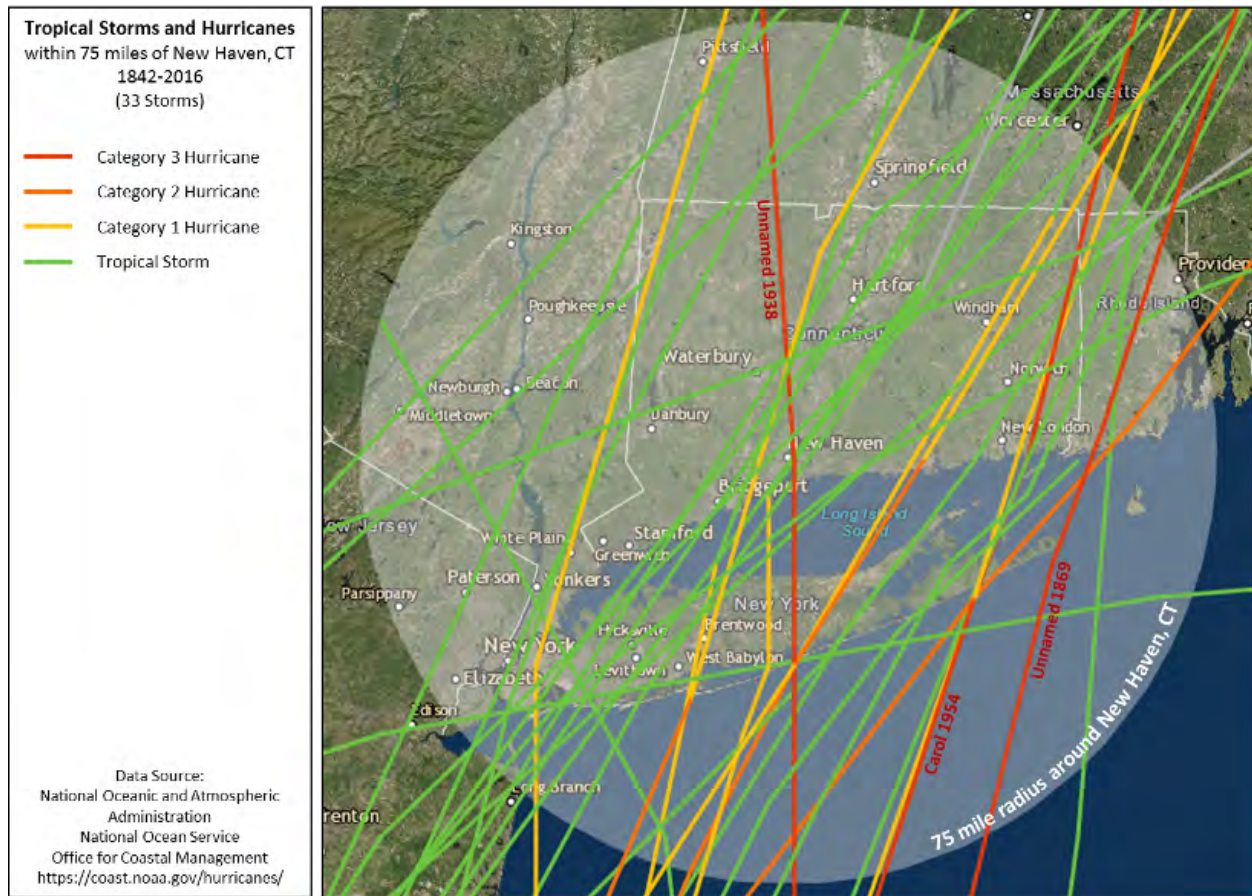 Tropical Storms and Hurricanes
within 75 miles of New Haven, CT
1842-2016
(33 Storms)
Category 3 Hurricane
Category 2 Hurricane
Category 1 Hurricane
Tropical Storm
Data Source:
National Oceanic and Atmospheric
Administration
National Ocean Service
Office for Coastal Management
https://coast.noaa.gov/hurricanes/
Pittsfield
Massachusetts
Worcester
Springfield
Kingston
Unnamed 1938
Hartford
Providen
Rhode Island
Poughkeepsie
Windham
Connecticut
Waterbury
Norwich
Newburgh
Beacon
Middletown
Danbury
New London
New Haven
Bridgeport
Long Island
Sound
ew Jersey
White Plain
Stamford
Greenwich
Paterson
Yonkers
Parsippany
New York
Hicksville
Brentwood
New York
West Babylon
Levittown
Elizabeth
Unnamed 1869
Edison
Carol 1954
75 mile radius around New Haven, CT
Long Branch
renton